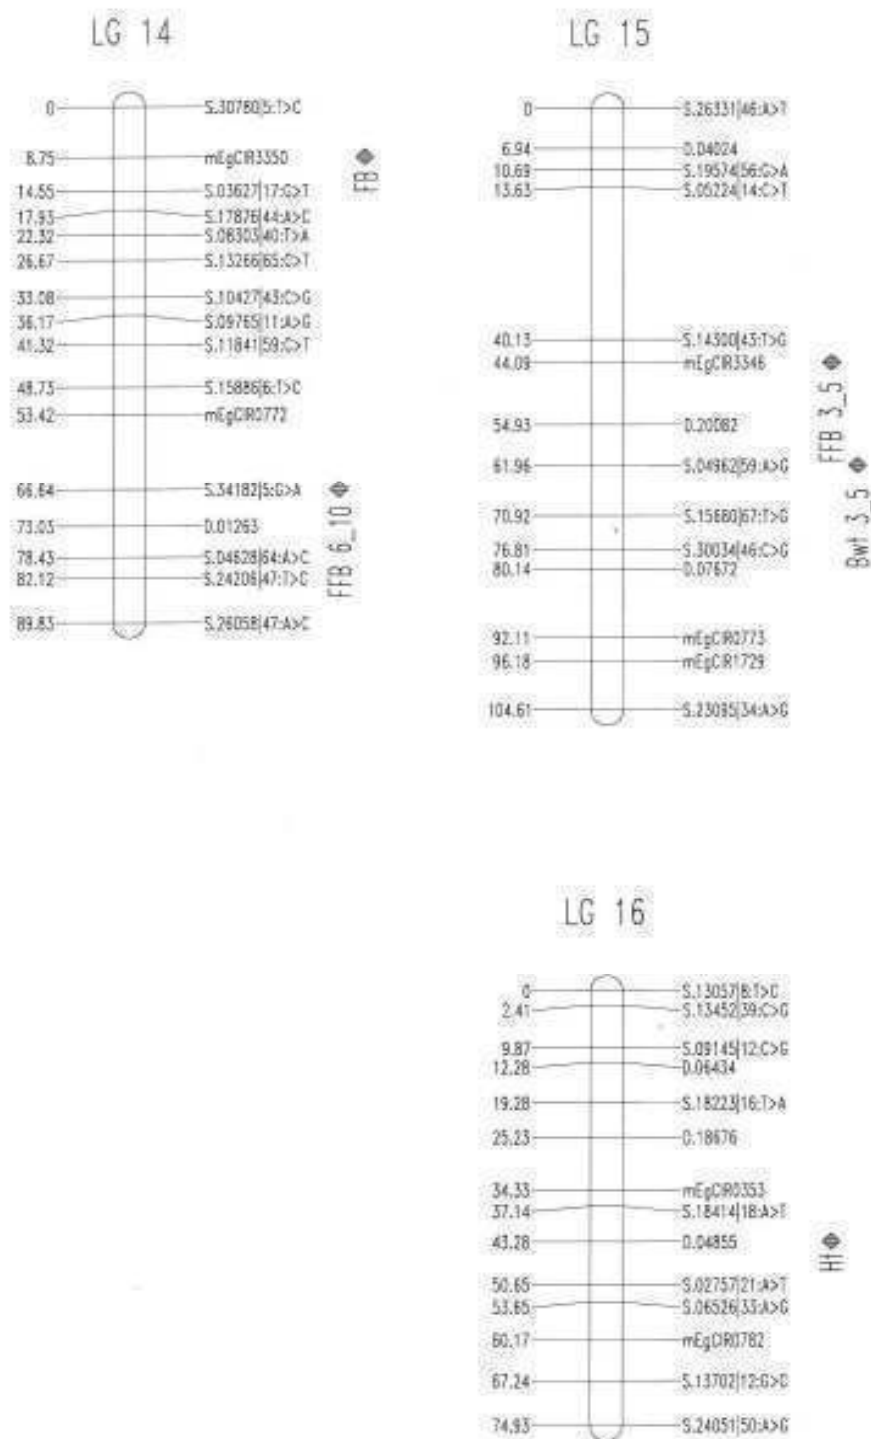 LG 14
0 S.30780|5:T>C
8.75 mEgCIR3350
14.55 S.03627|17:G>T
17.93 S.17876|44:A>C
22.32 S.08303|40:T>A
26.67 S.13266|65:C>T
33.08 S.10427|43:C>G
36.17 S.09765|11:A>G
41.32 S.11841|59:C>T
48.73 S.15886|6:T>C
53.42 mEgCIR0772
66.64 S.34182|5:G>A
73.03 D.01263
78.43 S.04628|64:A>C
82.12 S.24206|47:T>G
89.83 S.26058|47:A>C
FB
FFB 6_10
LG 15
0 S.26331|46:A>T
6.94 D.04024
10.69 S.19574|56:G>A
13.63 S.05224|14:C>T
40.13 S.14300|43:T>G
44.09 mEgCIR3346
54.93 D.20082
61.96 S.04962|59:A>G
70.92 S.15680|67:T>G
76.81 S.30034|46:C>G
80.14 D.07672
92.11 mEgCIR0773
96.18 mEgCIR1729
104.61 S.23095|34:A>G
FFB 3_5
Bwt 3_5
LG 16
0 S.13057|8:T>C
2.41 S.13452|39:C>G
9.87 S.09145|12:C>G
12.28 D.06434
19.28 S.18223|16:T>A
25.23 D.18676
34.33 mEgCIR0353
37.14 S.18414|18:A>T
43.28 D.04855
50.65 S.02757|21:A>T
53.65 S.06526|33:A>G
60.17 mEgCIR0782
67.24 S.13702|12:G>C
74.93 S.24051|50:A>G
Ht